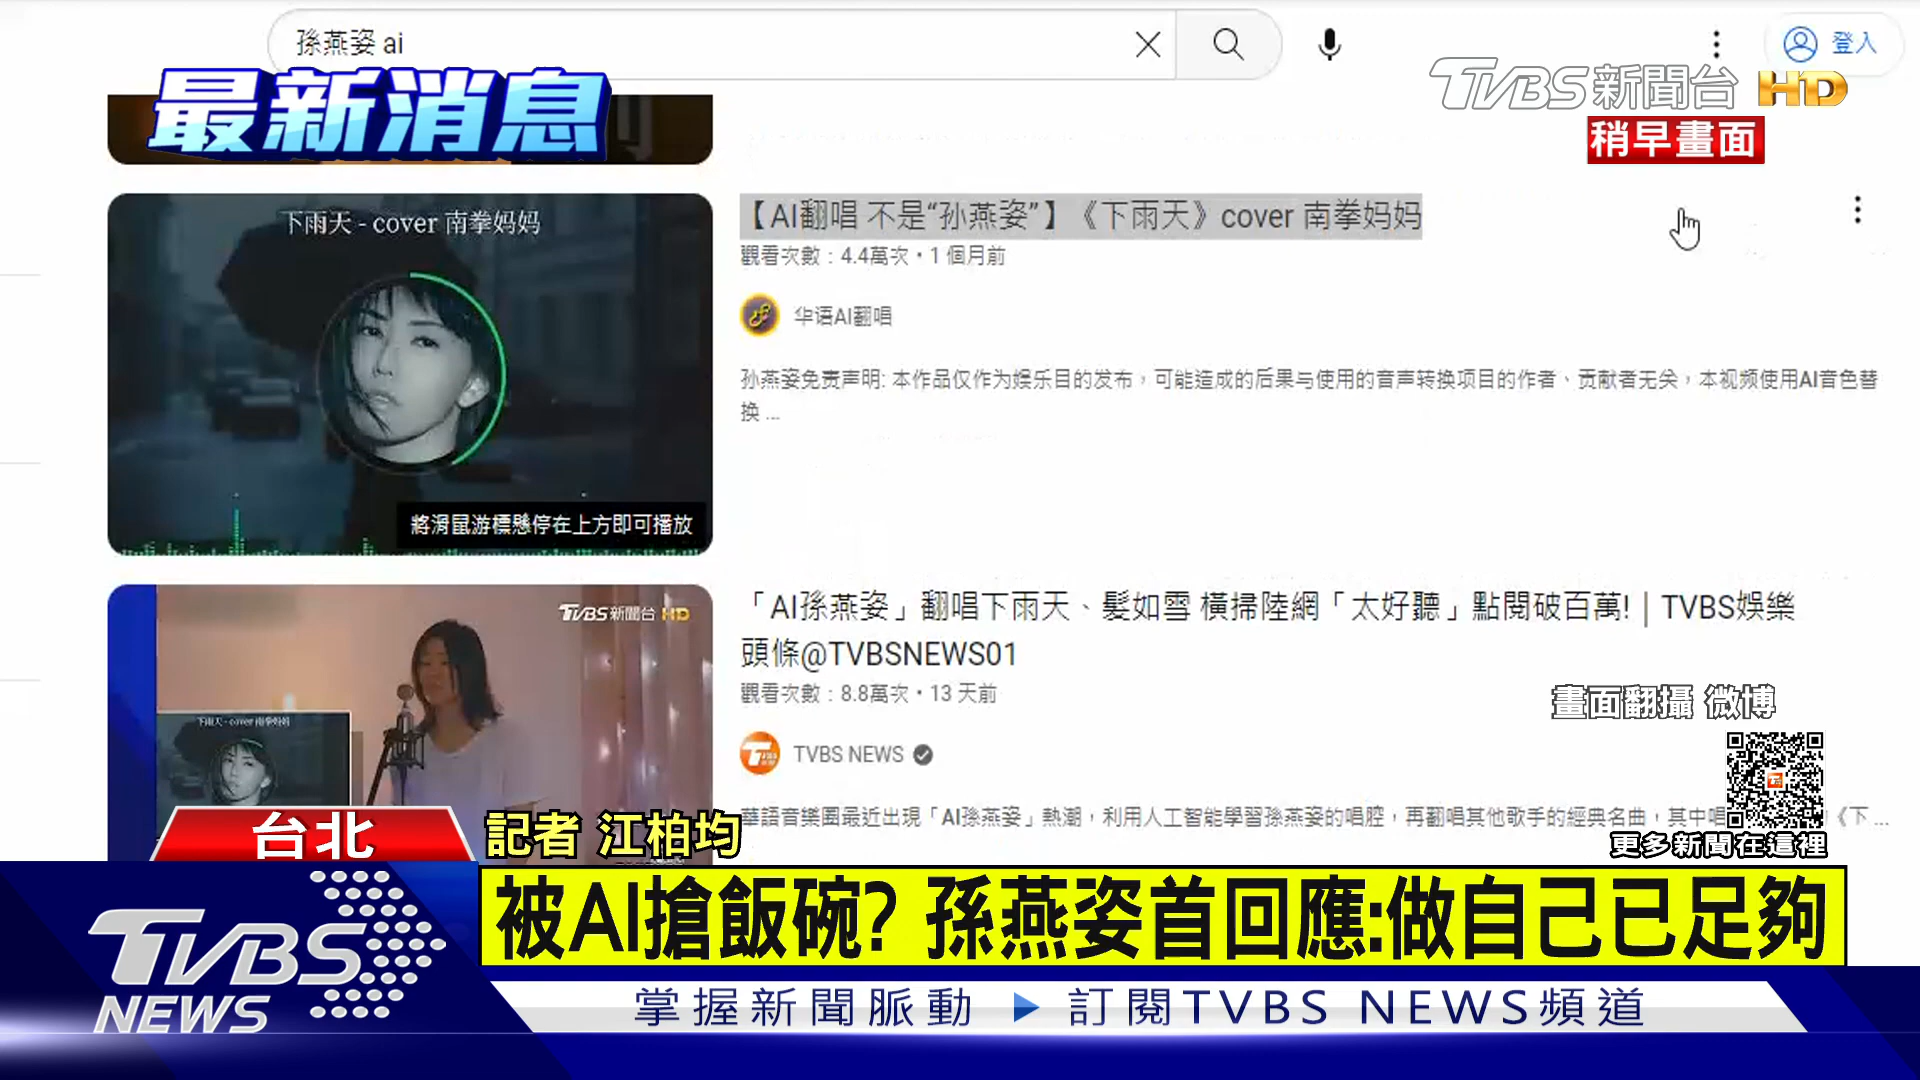 孫燕姿 ai
登入
最新消息
TVBS新聞台 HD
稍早畫面
下雨天 - cover 南拳妈妈
將滑鼠游標懸停在上方即可播放
【AI翻唱 不是“孙燕姿”】《下雨天》cover 南拳妈妈
觀看次數：4.4萬次・1 個月前
华语AI翻唱
孙燕姿免责声明: 本作品仅作为娱乐目的发布，可能造成的后果与使用的音声转换项目的作者、贡献者无关，本视频使用AI音色替
换 ...
TVBS新聞台 HD
下雨天 - cover 南拳妈妈
「AI孫燕姿」翻唱下雨天、髮如雪 橫掃陸網「太好聽」點閱破百萬!｜TVBS娛樂
頭條@TVBSNEWS01
觀看次數：8.8萬次・13 天前
TVBS NEWS
華語音樂圈最近出現「AI孫燕姿」熱潮，利用人工智能學習孫燕姿的唱腔，再翻唱其他歌手的經典名曲，其中唱
《下 ...
畫面翻攝 微博
更多新聞在這裡
台北
記者 江柏均
被AI搶飯碗? 孫燕姿首回應:做自己已足夠
TVBS
NEWS
掌握新聞脈動 ▶ 訂閱TVBS NEWS頻道